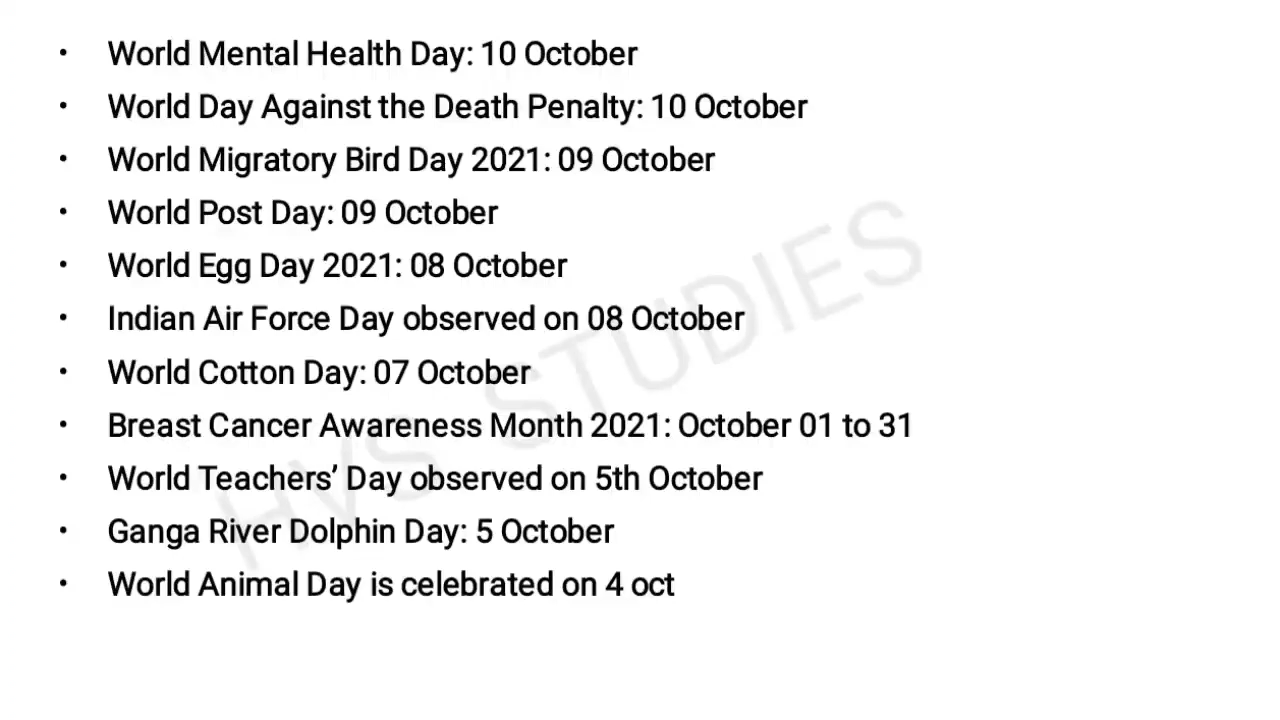 • World Mental Health Day: 10 October
• World Day Against the Death Penalty: 10 October
• World Migratory Bird Day 2021: 09 October
• World Post Day: 09 October
• World Egg Day 2021: 08 October
• Indian Air Force Day observed on 08 October
• World Cotton Day: 07 October
• Breast Cancer Awareness Month 2021: October 01 to 31
• World Teachers’ Day observed on 5th October
• Ganga River Dolphin Day: 5 October
• World Animal Day is celebrated on 4 oct
HVS STUDIES